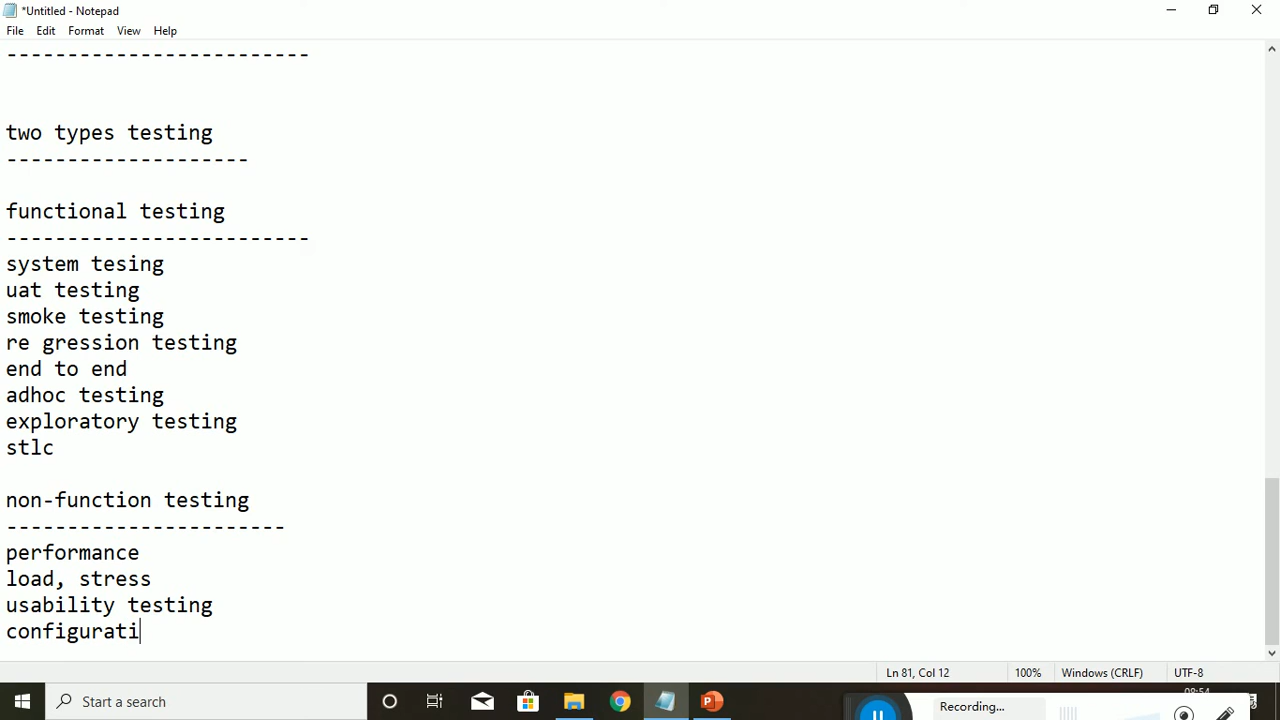 *Untitled - Notepad
File Edit Format View Help
-------------------------
two types testing
--------------------
functional testing
-------------------------
system tesing
uat testing
smoke testing
re gression testing
end to end
adhoc testing
exploratory testing
stlc
non-function testing
-----------------------
performance
load, stress
usability testing
configurati
Ln 81, Col 12 100% Windows (CRLF) UTF-8
Start a search
Recording...
08:54